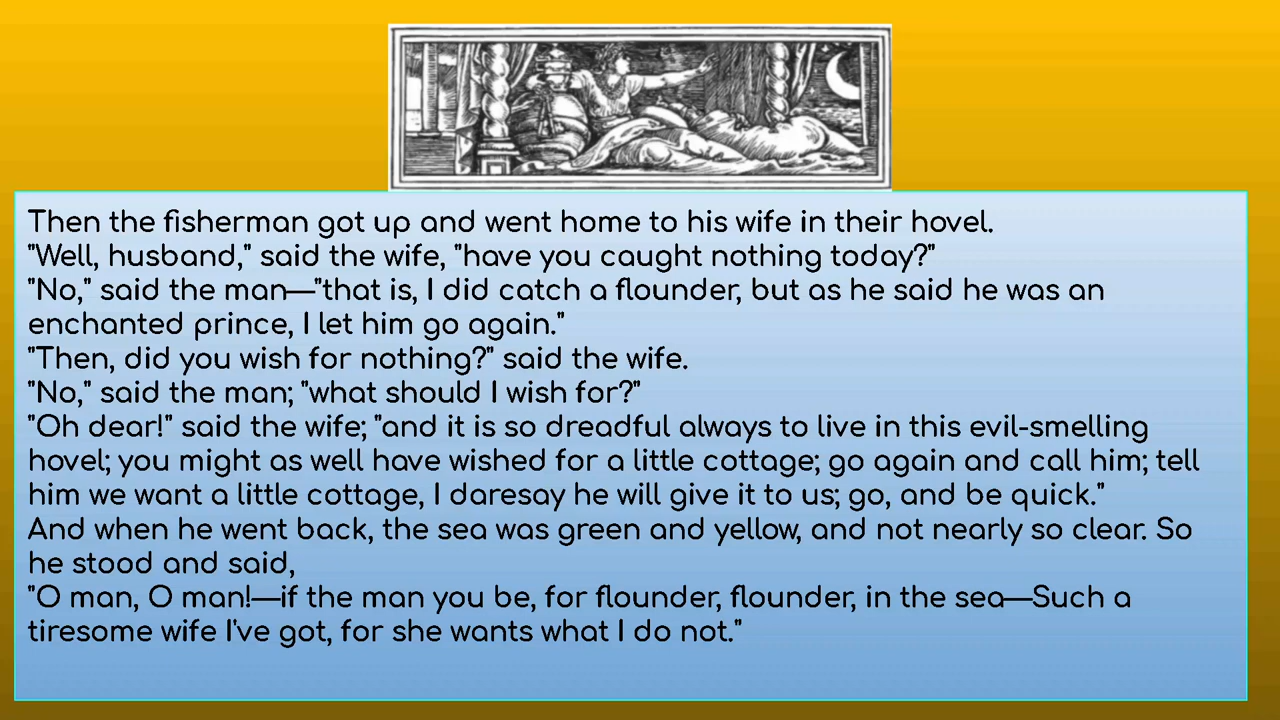 Then the fisherman got up and went home to his wife in their hovel.
"Well, husband," said the wife, "have you caught nothing today?"
"No," said the man—"that is, I did catch a flounder, but as he said he was an
enchanted prince, I let him go again."
"Then, did you wish for nothing?" said the wife.
"No," said the man; "what should I wish for?"
"Oh dear!" said the wife; "and it is so dreadful always to live in this evil-smelling
hovel; you might as well have wished for a little cottage; go again and call him; tell
him we want a little cottage, I daresay he will give it to us; go, and be quick."
And when he went back, the sea was green and yellow, and not nearly so clear. So
he stood and said,
"O man, O man!—if the man you be, for flounder, flounder, in the sea—Such a
tiresome wife I've got, for she wants what I do not."